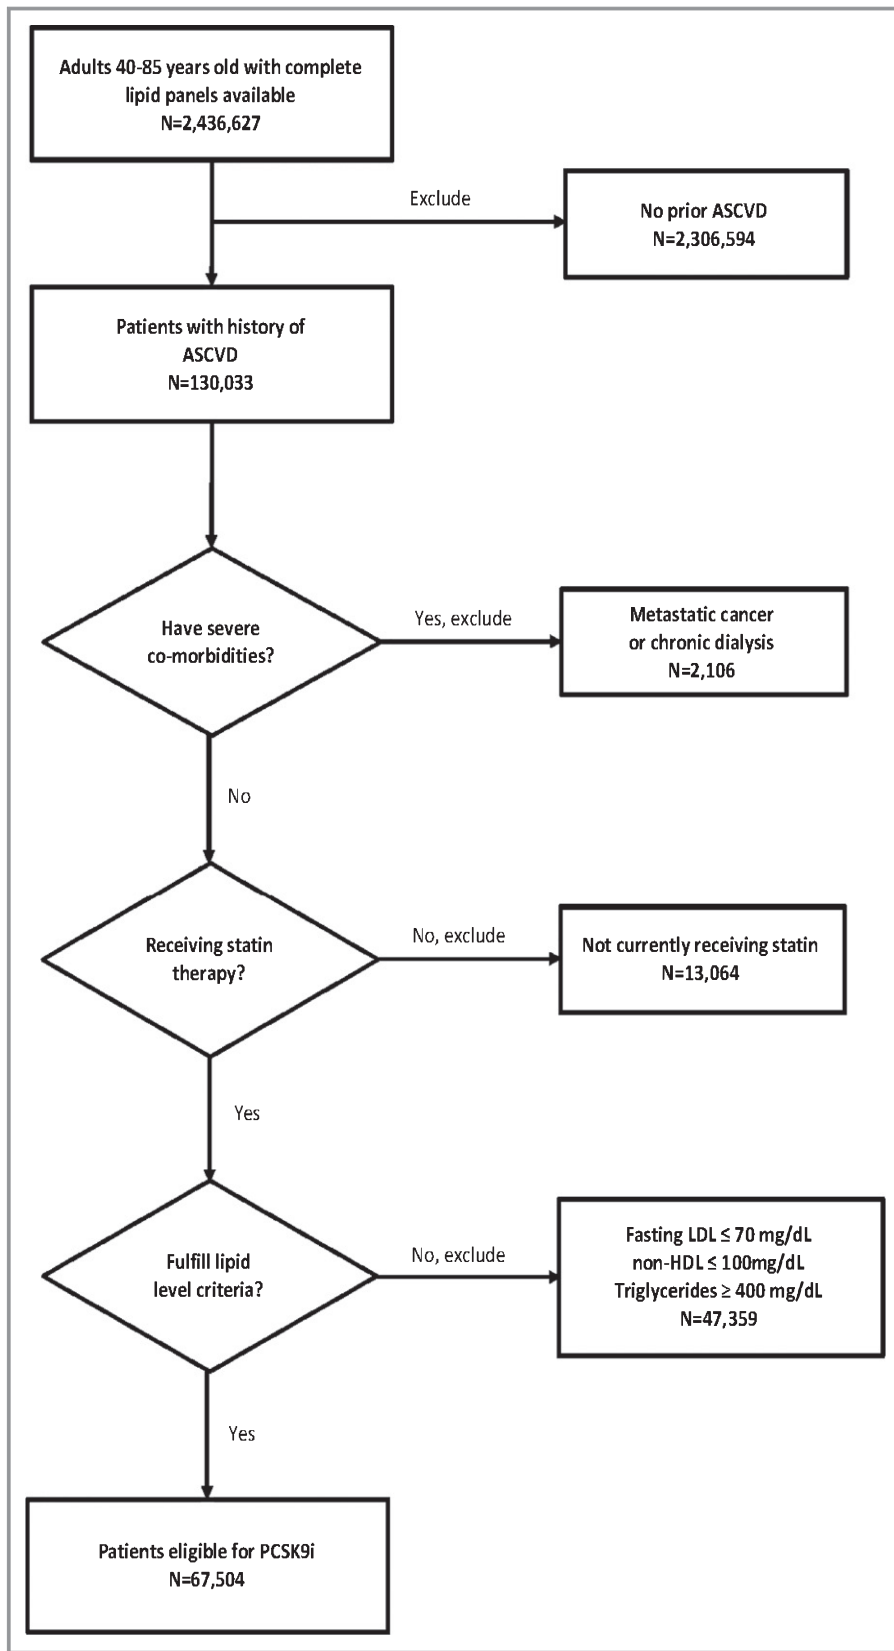 Adults 40-85 years old with complete
lipid panels available
N=2,436,627
Exclude
No prior ASCVD
N=2,306,594
Patients with history of
ASCVD
N=130,033
Have severe
co-morbidities?
Yes, exclude
Metastatic cancer
or chronic dialysis
N=2,106
No
Receiving statin
therapy?
No, exclude
Not currently receiving statin
N=13,064
Yes
Fulfill lipid
level criteria?
No, exclude
Fasting LDL ≤ 70 mg/dL
non-HDL ≤ 100mg/dL
Triglycerides ≥ 400 mg/dL
N=47,359
Yes
Patients eligible for PCSK9i
N=67,504